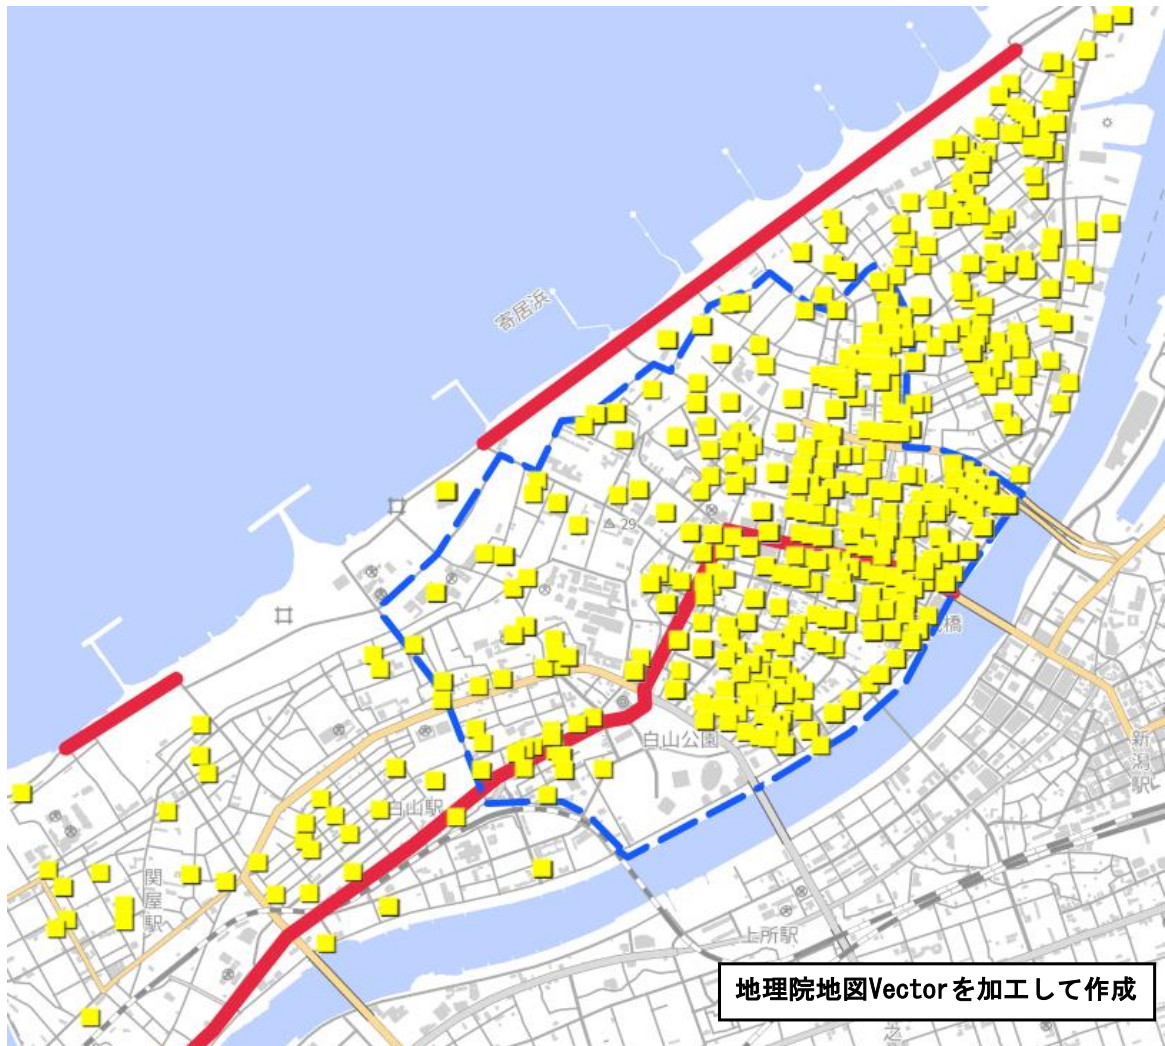 寄居浜
29
橋
白山公園
新潟駅
白山駅
関屋駅
上所駅
地理院地図Vectorを加工して作成
之